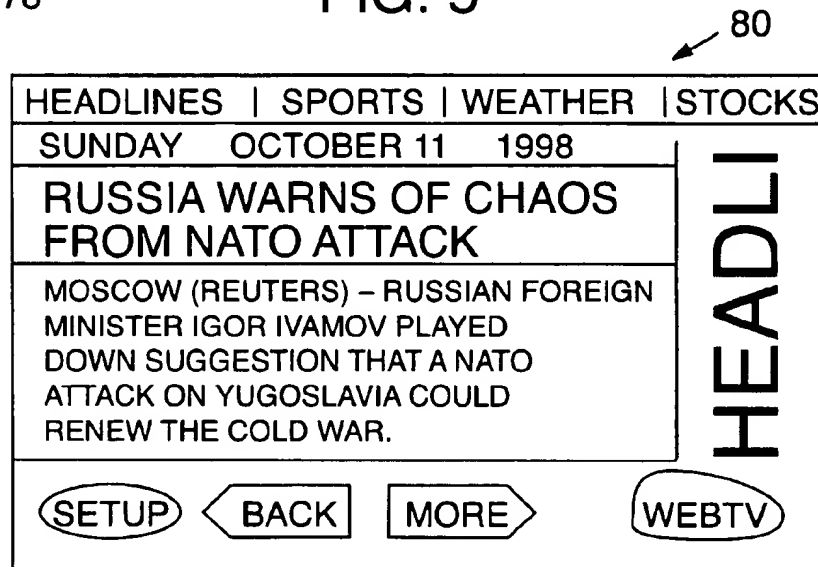 80
HEADLINES | SPORTS | WEATHER | STOCKS
SUNDAY OCTOBER 11 1998
RUSSIA WARNS OF CHAOS
FROM NATO ATTACK
MOSCOW (REUTERS) – RUSSIAN FOREIGN
MINISTER IGOR IVAMOV PLAYED
DOWN SUGGESTION THAT A NATO
ATTACK ON YUGOSLAVIA COULD
RENEW THE COLD WAR.
HEADLI
SETUP BACK MORE WEBTV